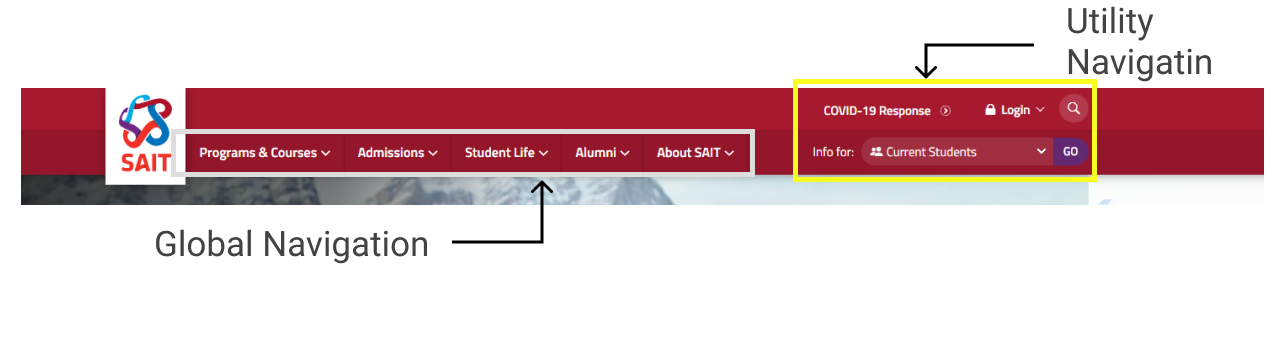 Utility
Navigatin
COVID-19 Response
Login
SAIT
Programs & Courses
Admissions
Student Life
Alumni
About SAIT
Info for:
Current Students
GO
Global Navigation